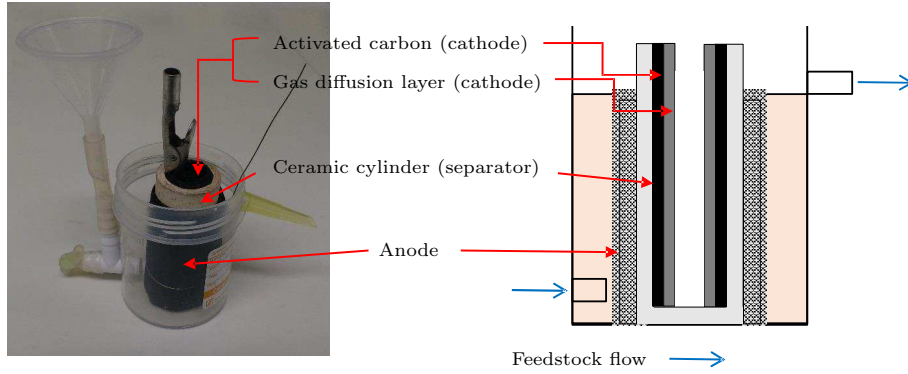 Activated carbon (cathode)
Gas diffusion layer (cathode)
Ceramic cylinder (separator)
Anode
Feedstock flow